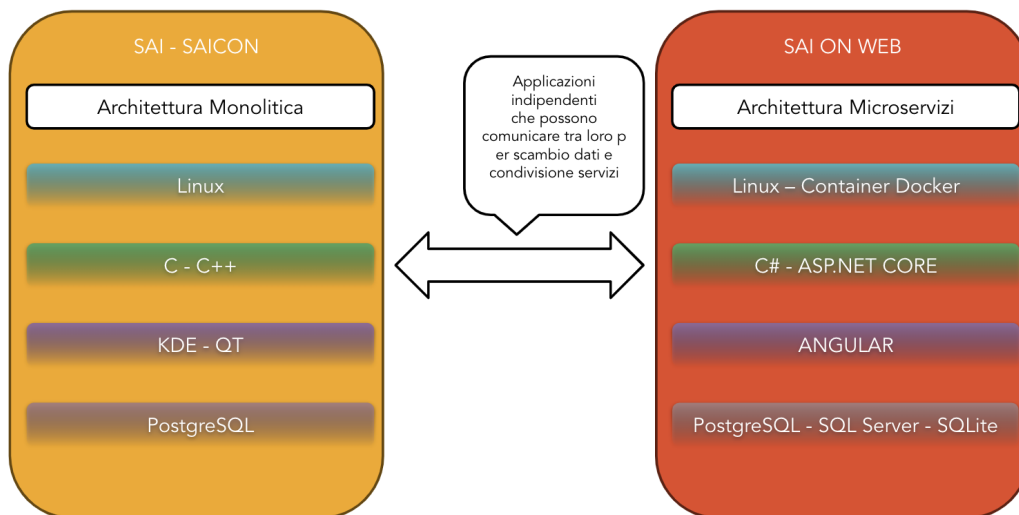 SAI - SAICON
Architettura Monolitica
Linux
C - C++
KDE - QT
PostgreSQL
Applicazioni
indipendenti
che possono
comunicare tra loro p
er scambio dati e
condivisione servizi
SAI ON WEB
Architettura Microservizi
Linux – Container Docker
C# - ASP.NET CORE
ANGULAR
PostgreSQL - SQL Server - SQLite